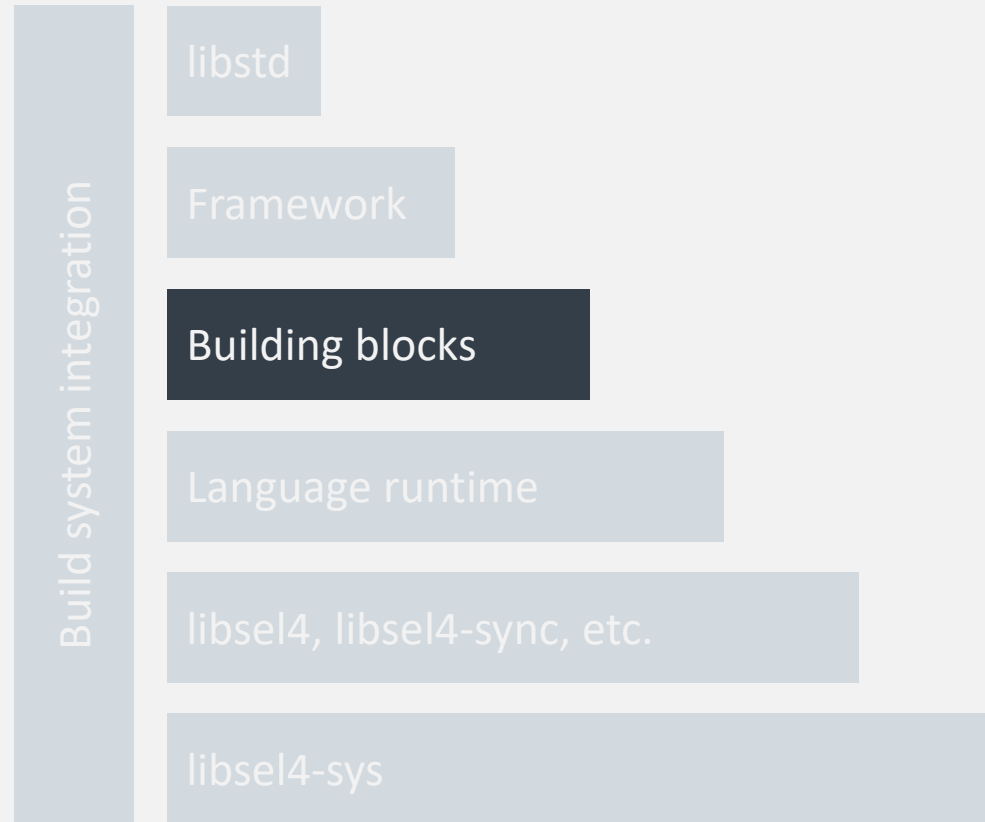 Build system integration
libstd
Framework
Building blocks
Language runtime
libsel4, libsel4-sync, etc.
libsel4-sys